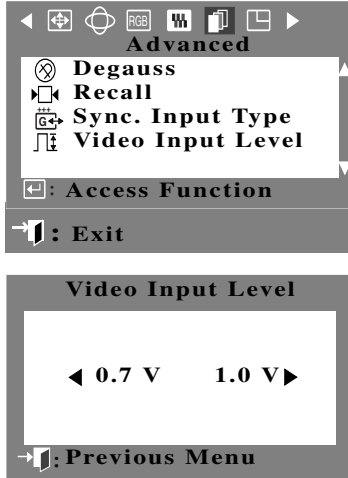 RGB
Advanced
Degauss
Recall
Sync. Input Type
G
Video Input Level
: Access Function
: Exit
Video Input Level
0.7 V 1.0 V
: Previous Menu